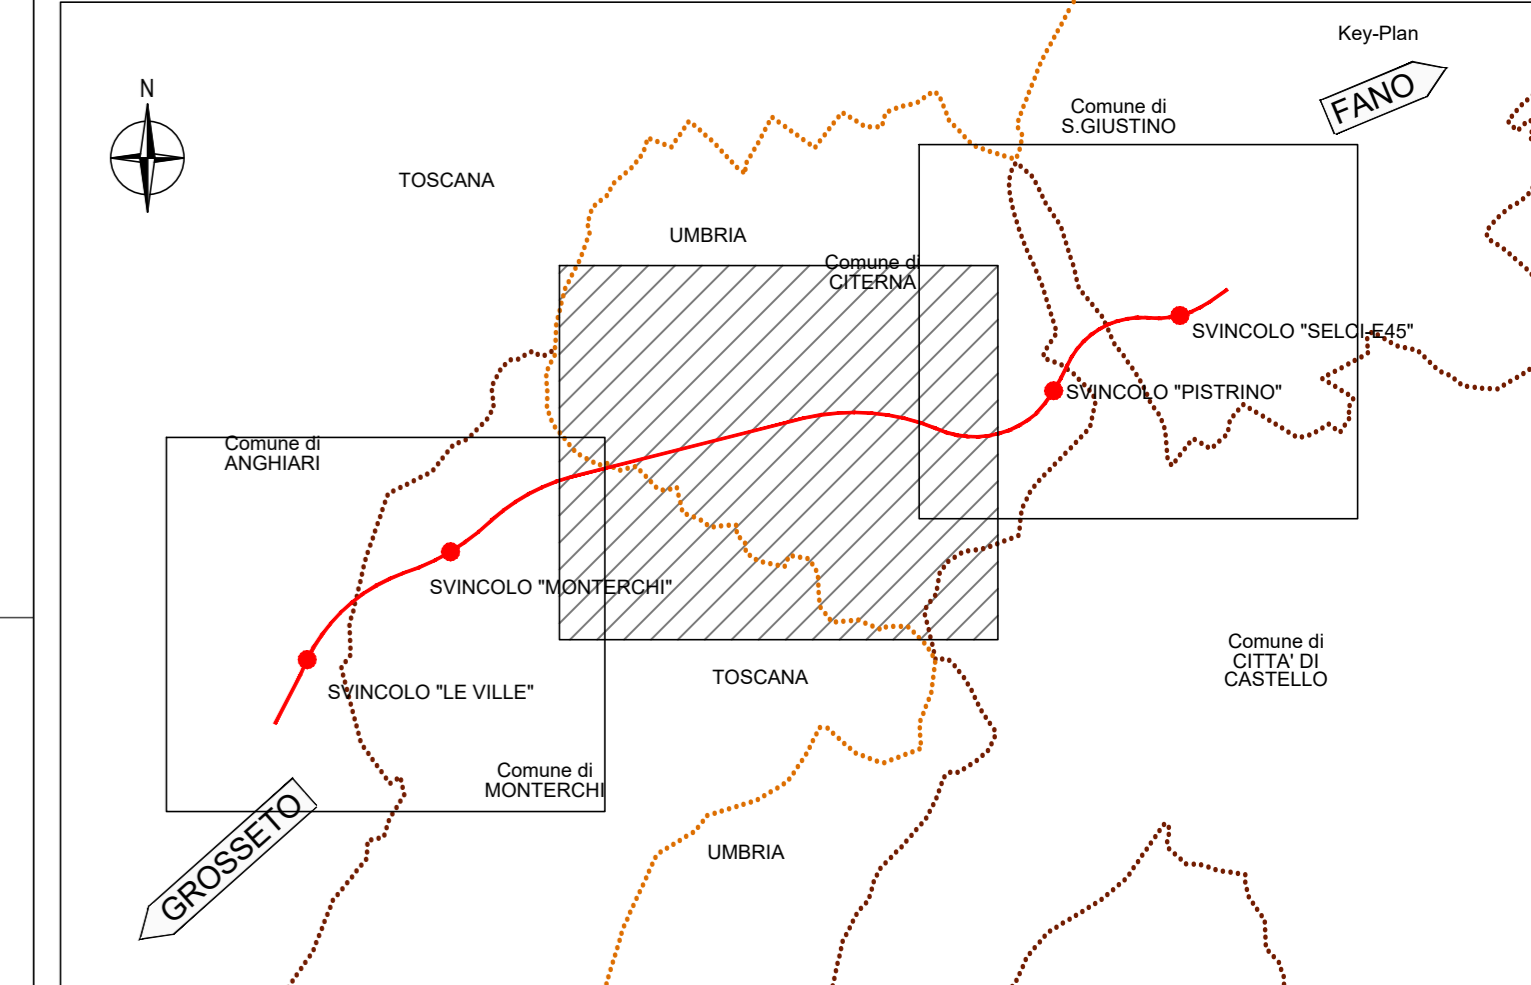 Key-Plan
N
FANO
Comune di
S.GIUSTINO
TOSCANA
UMBRIA
Comune di
CITERNA
SVINCOLO "SELCI-E45"
SVINCOLO "PISTRINO"
Comune di
ANGHIARI
SVINCOLO "MONTERCHI"
Comune di
CITTA' DI
CASTELLO
TOSCANA
SVINCOLO "LE VILLE"
Comune di
MONTERCHI
GROSSETO
UMBRIA